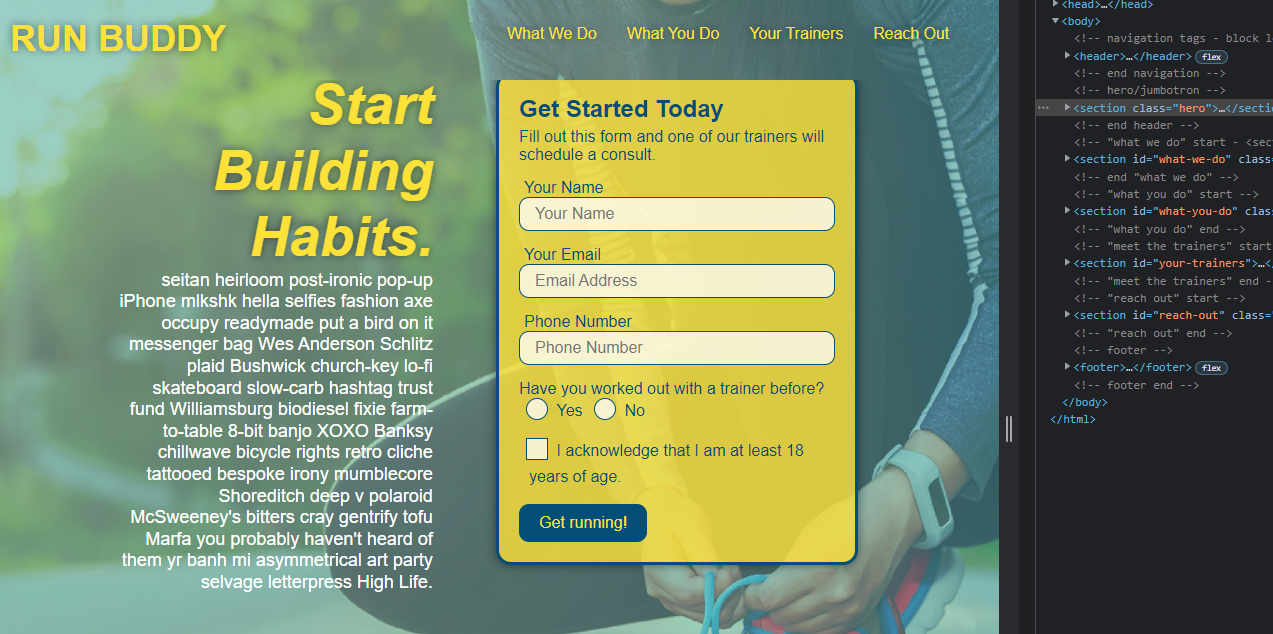 RUN BUDDY
What We Do
What You Do
Your Trainers
Reach Out
Start
Building
Habits.
seitan heirloom post-ironic pop-up
iPhone mlkshk hella selfies fashion axe
occupy readymade put a bird on it
messenger bag Wes Anderson Schlitz
plaid Bushwick church-key lo-fi
skateboard slow-carb hashtag trust
fund Williamsburg biodiesel fixie farm-
to-table 8-bit banjo XOXO Banksy
chillwave bicycle rights retro cliche
tattooed bespoke irony mumblecore
Shoreditch deep v polaroid
McSweeney's bitters cray gentrify tofu
Marfa you probably haven't heard of
them yr banh mi asymmetrical art party
selvage letterpress High Life.
Get Started Today
Fill out this form and one of our trainers will
schedule a consult.
Your Name
Your Name
Your Email
Email Address
Phone Number
Phone Number
Have you worked out with a trainer before?
Yes No
I acknowledge that I am at least 18
years of age.
Get running!
<head>…</head>
<body>
<!-- navigation tags - block l
<header>…</header> flex
<!-- end navigation -->
<!-- hero/jumbotron -->
<section class="hero">…</secti
<!-- end header -->
<!-- "what we do" start - <sec
<section id="what-we-do" class
<!-- end "what we do" -->
<!-- "what you do" start -->
<section id="what-you-do" clas
<!-- "what you do" end -->
<!-- "meet the trainers" start
<section id="your-trainers">…<
<!-- "meet the trainers" end -
<!-- "reach out" start -->
<section id="reach-out" class=
<!-- "reach out" end -->
<!-- footer -->
<footer>…</footer> flex
<!-- footer end -->
</body>
</html>